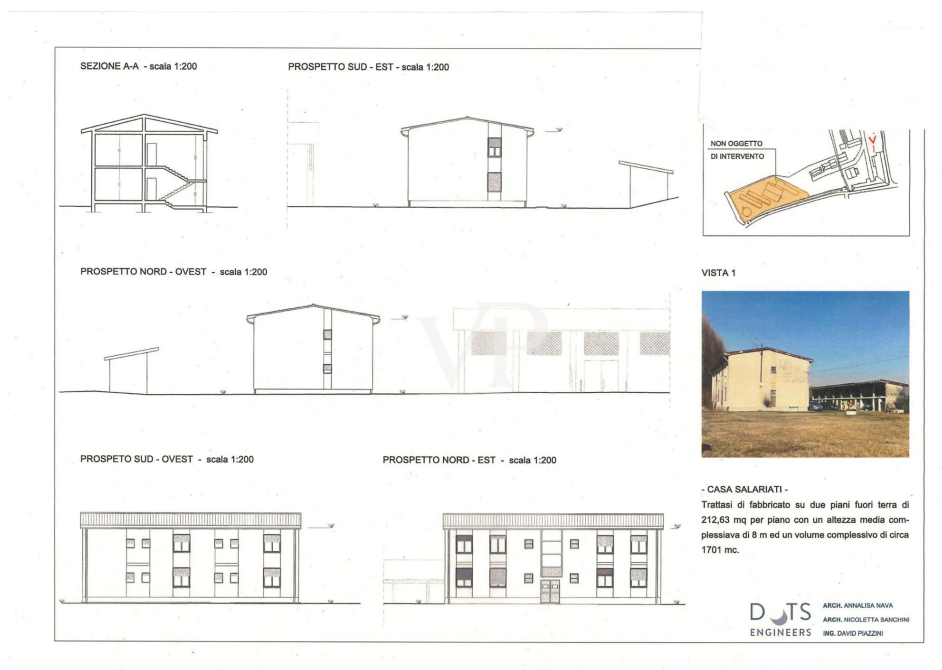 SEZIONE A-A - scala 1:200
PROSPETTO SUD - EST - scala 1:200
NON OGGETTO
DI INTERVENTO
V
PROSPETTO NORD - OVEST - scala 1:200
VISTA 1
VP
PROSPETO SUD - OVEST - scala 1:200
PROSPETTO NORD - EST - scala 1:200
- CASA SALARIATI -
Trattasi di fabbricato su due piani fuori terra di
212,63 mq per piano con un altezza media com-
plessiava di 8 m ed un volume complessivo di circa
1701 mc.
DOTS
ENGINEERS
ARCH. ANNALISA NAVA
ARCH. NICOLETTA SANCHINI
ING. DAVID PIAZZINI